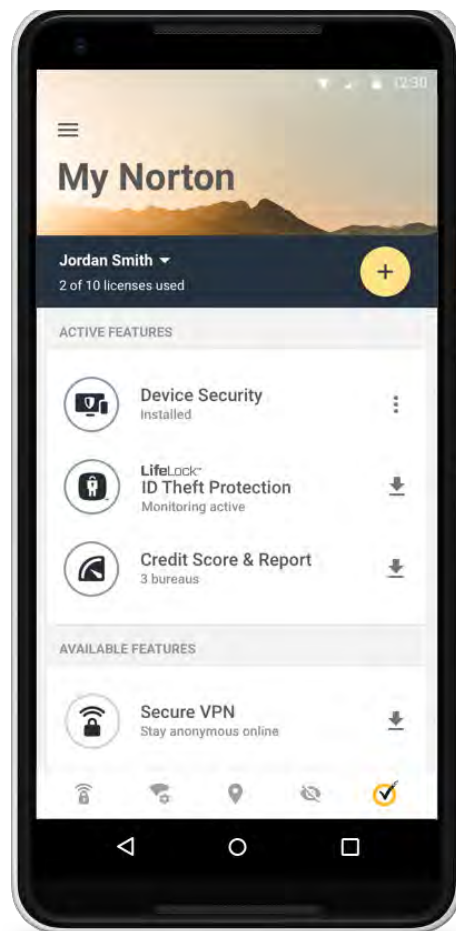 12:30
My Norton
Jordan Smith
2 of 10 licenses used
ACTIVE FEATURES
Device Security
Installed
LifeLock™
ID Theft Protection
Monitoring active
Credit Score & Report
3 bureaus
AVAILABLE FEATURES
Secure VPN
Stay anonymous online